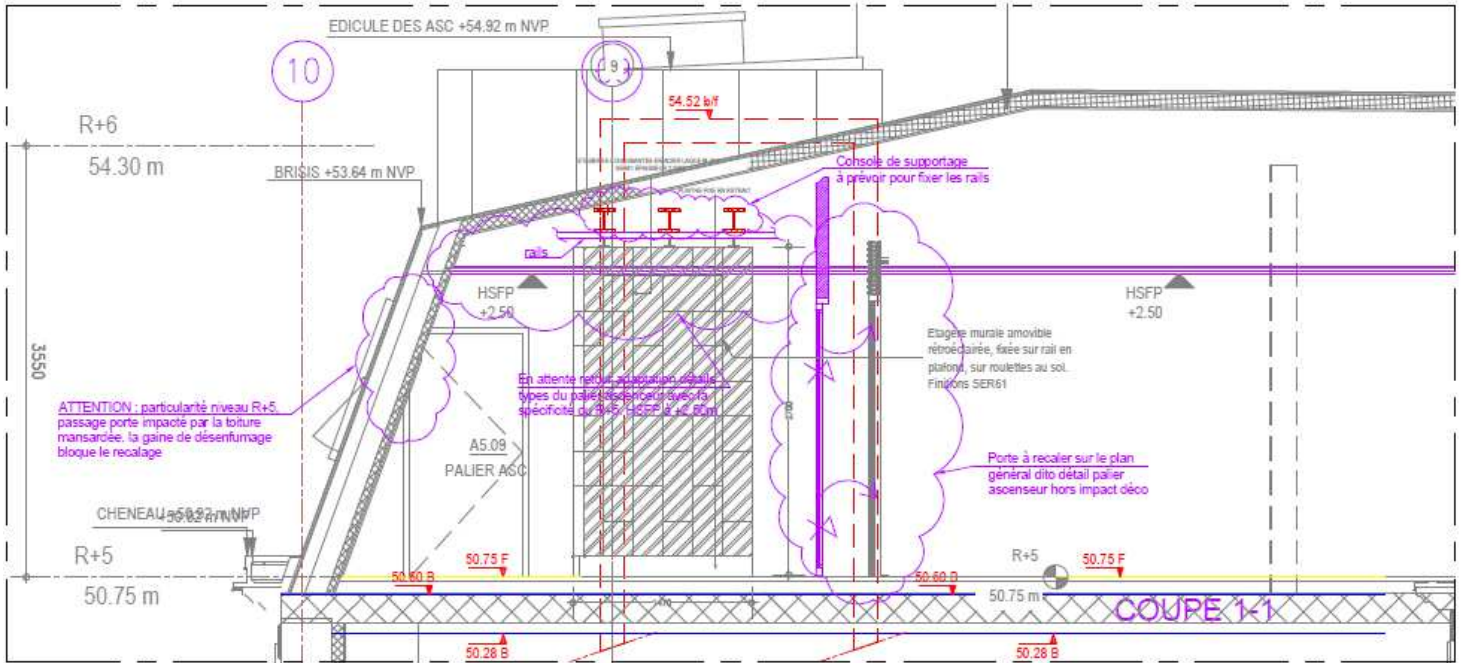 EDICULE DES ASC +54.92 m NVP
10
9
54.52 b/f
R+6
54.30 m
BRISIS +53.64 m NVP
Console de supportage
à prévoir pour fixer les rails
rails
HSFP
+2.50
HSFP
+2.50
3550
Etagère murale amovible
rétroéclairée, fixée sur rail en
plafond, sur roulettes au sol.
Finitions SER61
En attente retour adaptation détails
types du palier ascenceur avec la
spécificité du R+5, HSFP à +2.50m
ATTENTION : particularité niveau R+5,
passage porte impacté par la toiture
mansardée. la gaine de désenfumage
bloque le recalage
A5.09
PALIER ASC
Porte à recaler sur le plan
général dito détail palier
ascenseur hors impact déco
CHENEAU
R+5
50.75 m
50.75 F
50.60 B
R+5
50.75 m
50.75 F
COUPE 1-1
50.28 B
50.28 B